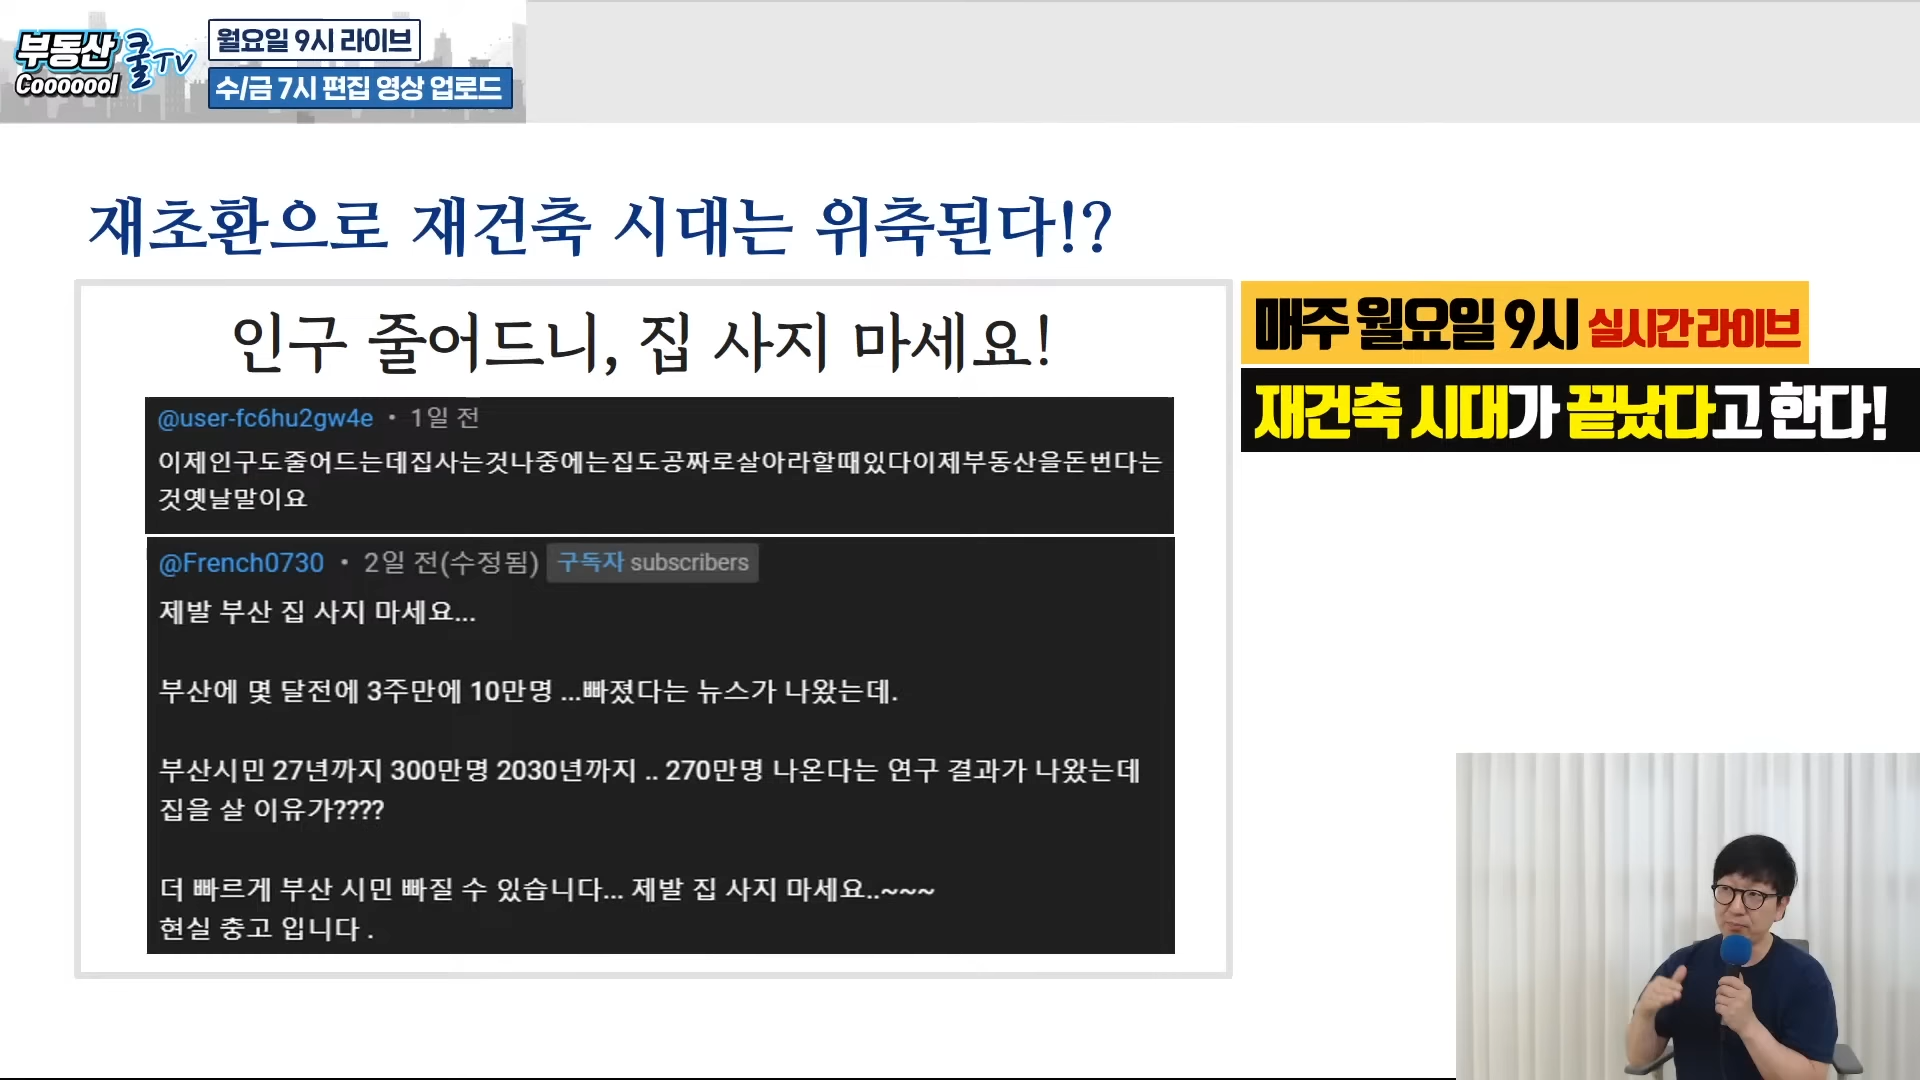 부동산
Cooooool
쿨TV
월요일 9시 라이브
수/금 7시 편집 영상 업로드
재초환으로 재건축 시대는 위축된다!?
인구 줄어드니, 집 사지 마세요!
@user-fc6hu2gw4e • 1일 전
이제인구도줄어드는데집사는것나중에는집도공짜로살아라할때있다이제부동산을돈번다는
것옛날말이요
@French0730 • 2일 전(수정됨) 구독자 subscribers
제발 부산 집 사지 마세요...
부산에 몇 달전에 3주만에 10만명 ...빠졌다는 뉴스가 나왔는데.
부산시민 27년까지 300만명 2030년까지 .. 270만명 나온다는 연구 결과가 나왔는데
집을 살 이유가????
더 빠르게 부산 시민 빠질 수 있습니다... 제발 집 사지 마세요..~~~
현실 충고 입니다 .
매주 월요일 9시 실시간 라이브
재건축 시대가 끝났다고 한다!